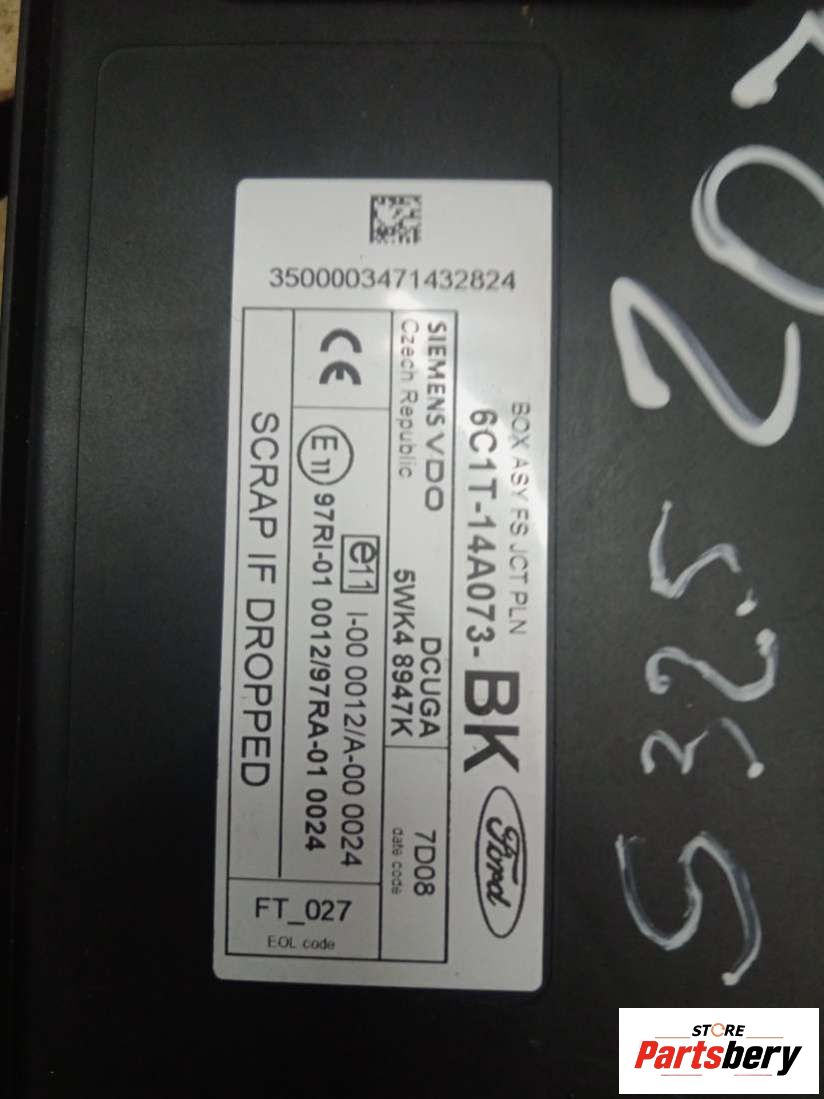 3500003471432824
BOX ASY FS JCT PLN
6C1T-14A073-BK
Ford
SIEMENS VDO DCUGA
Czech Republic 5WK4 8947K
7D08
date code
CE
e11 I-00 0012/A-00 0024
E11 97RI-01 0012/97RA-01 0024
SCRAP IF DROPPED
FT_027
EOL code
STORE
Partsbery